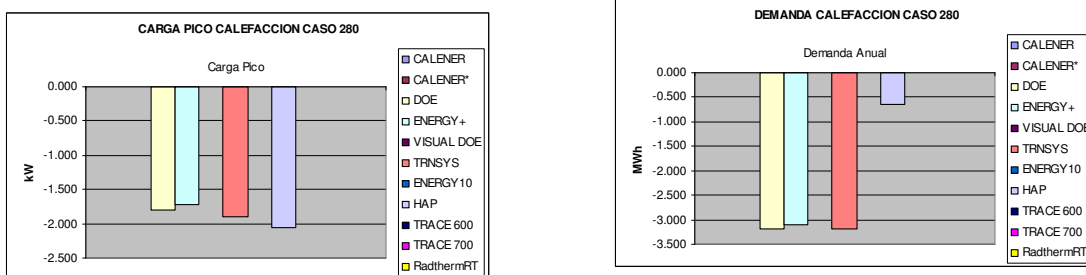 CARGA PICO CALEFACCION CASO 280
Carga Pico
0.000
-0.500
-1.000
-1.500
-2.000
-2.500
kW
CALENER
CALENER*
DOE
ENERGY+
VISUAL DOE
TRNSYS
ENERGY10
HAP
TRACE 600
TRACE 700
RadthermRT
DEMANDA CALEFACCION CASO 280
Demanda Anual
0.000
-0.500
-1.000
-1.500
-2.000
-2.500
-3.000
-3.500
MWh
CALENER
CALENER*
DOE
ENERGY+
VISUAL DOE
TRNSYS
ENERGY10
HAP
TRACE 600
TRACE 700
RadthermRT